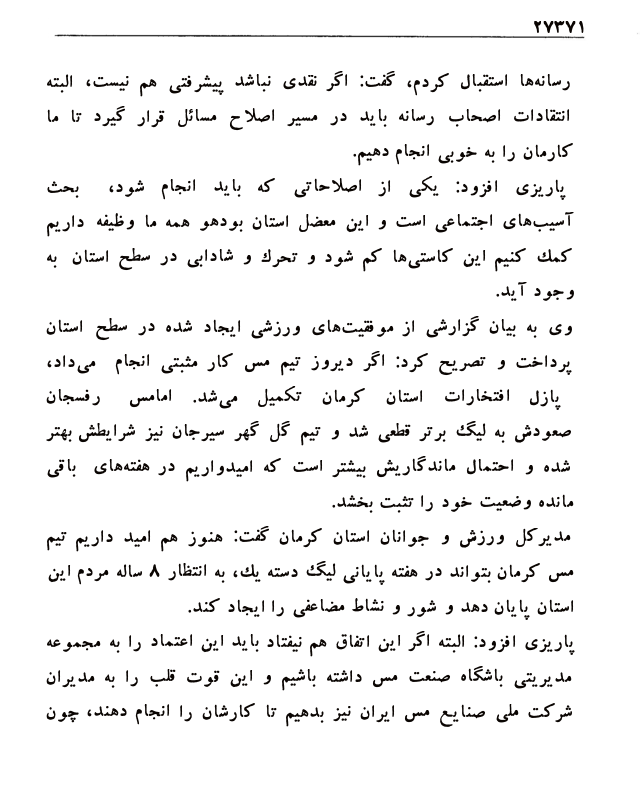 ۲۷۳۷۱
رسانه‌ها استقبال کردم، گفت: اگر نقدی نباشد پیشرفتی هم نیست، البته
انتقادات اصحاب رسانه باید در مسیر اصلاح مسائل قرار گیرد تا ما
کارمان را به خوبی انجام دهیم.
پاریزی افزود: یکی از اصلاحاتی که باید انجام شود، بحث
آسیب‌های اجتماعی است و این معضل استان بودهو همه ما وظیفه داریم
کمك کنیم این کاستی‌ها کم شود و تحرك و شادابی در سطح استان به
وجود آید.
وی به بیان گزارشی از موفقیت‌های ورزشی ایجاد شده در سطح استان
پرداخت و تصریح کرد: اگر دیروز تیم مس کار مثبتی انجام می‌داد،
پازل افتخارات استان کرمان تکمیل می‌شد. امامس رفسجان
صعودش به لیگ برتر قطعی شد و تیم گل گهر سیرجان نیز شرایطش بهتر
شده و احتمال ماندگاریش بیشتر است که امیدواریم در هفته‌های باقی
مانده وضعیت خود را تثبت بخشد.
مدیرکل ورزش و جوانان استان کرمان گفت: هنوز هم امید داریم تیم
مس کرمان بتواند در هفته پایانی لیگ دسته یك، به انتظار ۸ ساله مردم این
استان پایان دهد و شور و نشاط مضاعفی را ایجاد کند.
پاریزی افزود: البته اگر این اتفاق هم نیفتاد باید این اعتماد را به مجموعه
مدیریتی باشگاه صنعت مس داشته باشیم و این قوت قلب را به مدیران
شرکت ملی صنایع مس ایران نیز بدهیم تا کارشان را انجام دهند، چون